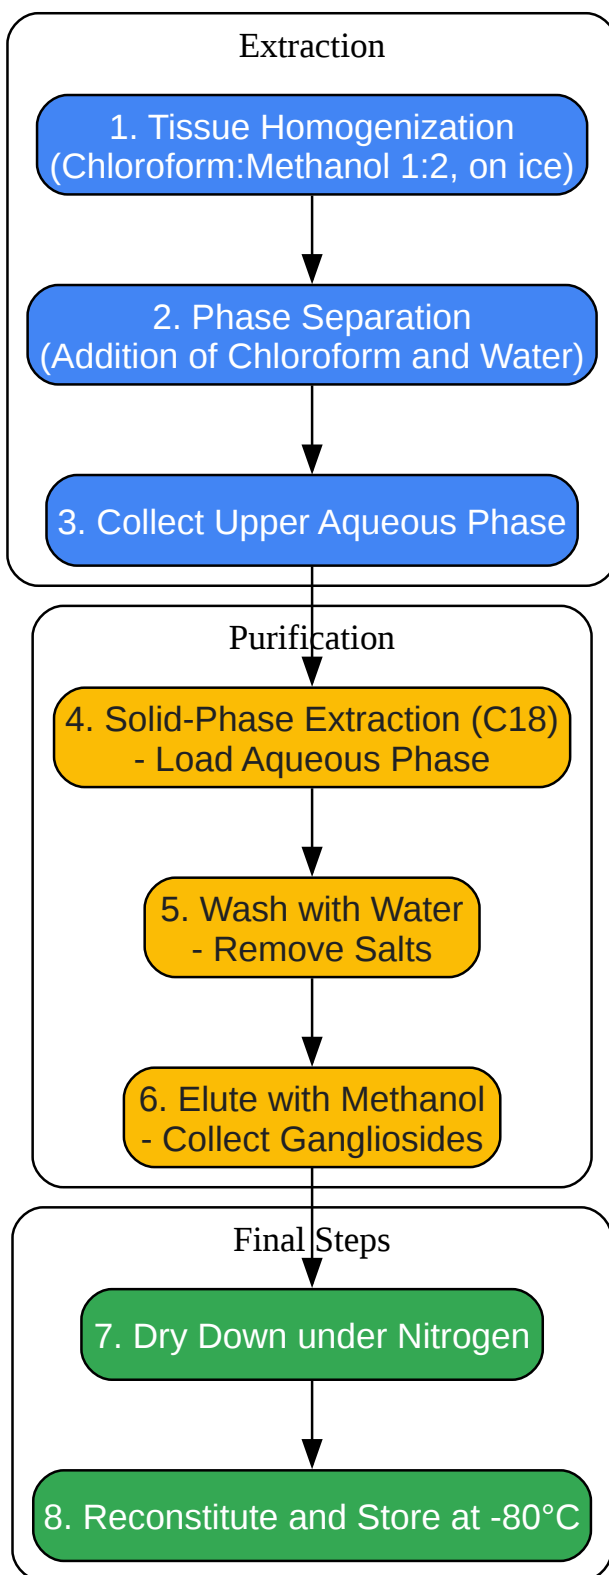 Extraction
1. Tissue Homogenization
(Chloroform:Methanol 1:2, on ice)
2. Phase Separation
(Addition of Chloroform and Water)
3. Collect Upper Aqueous Phase
Purification
4. Solid-Phase Extraction (C18)
- Load Aqueous Phase
5. Wash with Water
- Remove Salts
6. Elute with Methanol
- Collect Gangliosides
Final Steps
7. Dry Down under Nitrogen
8. Reconstitute and Store at -80°C